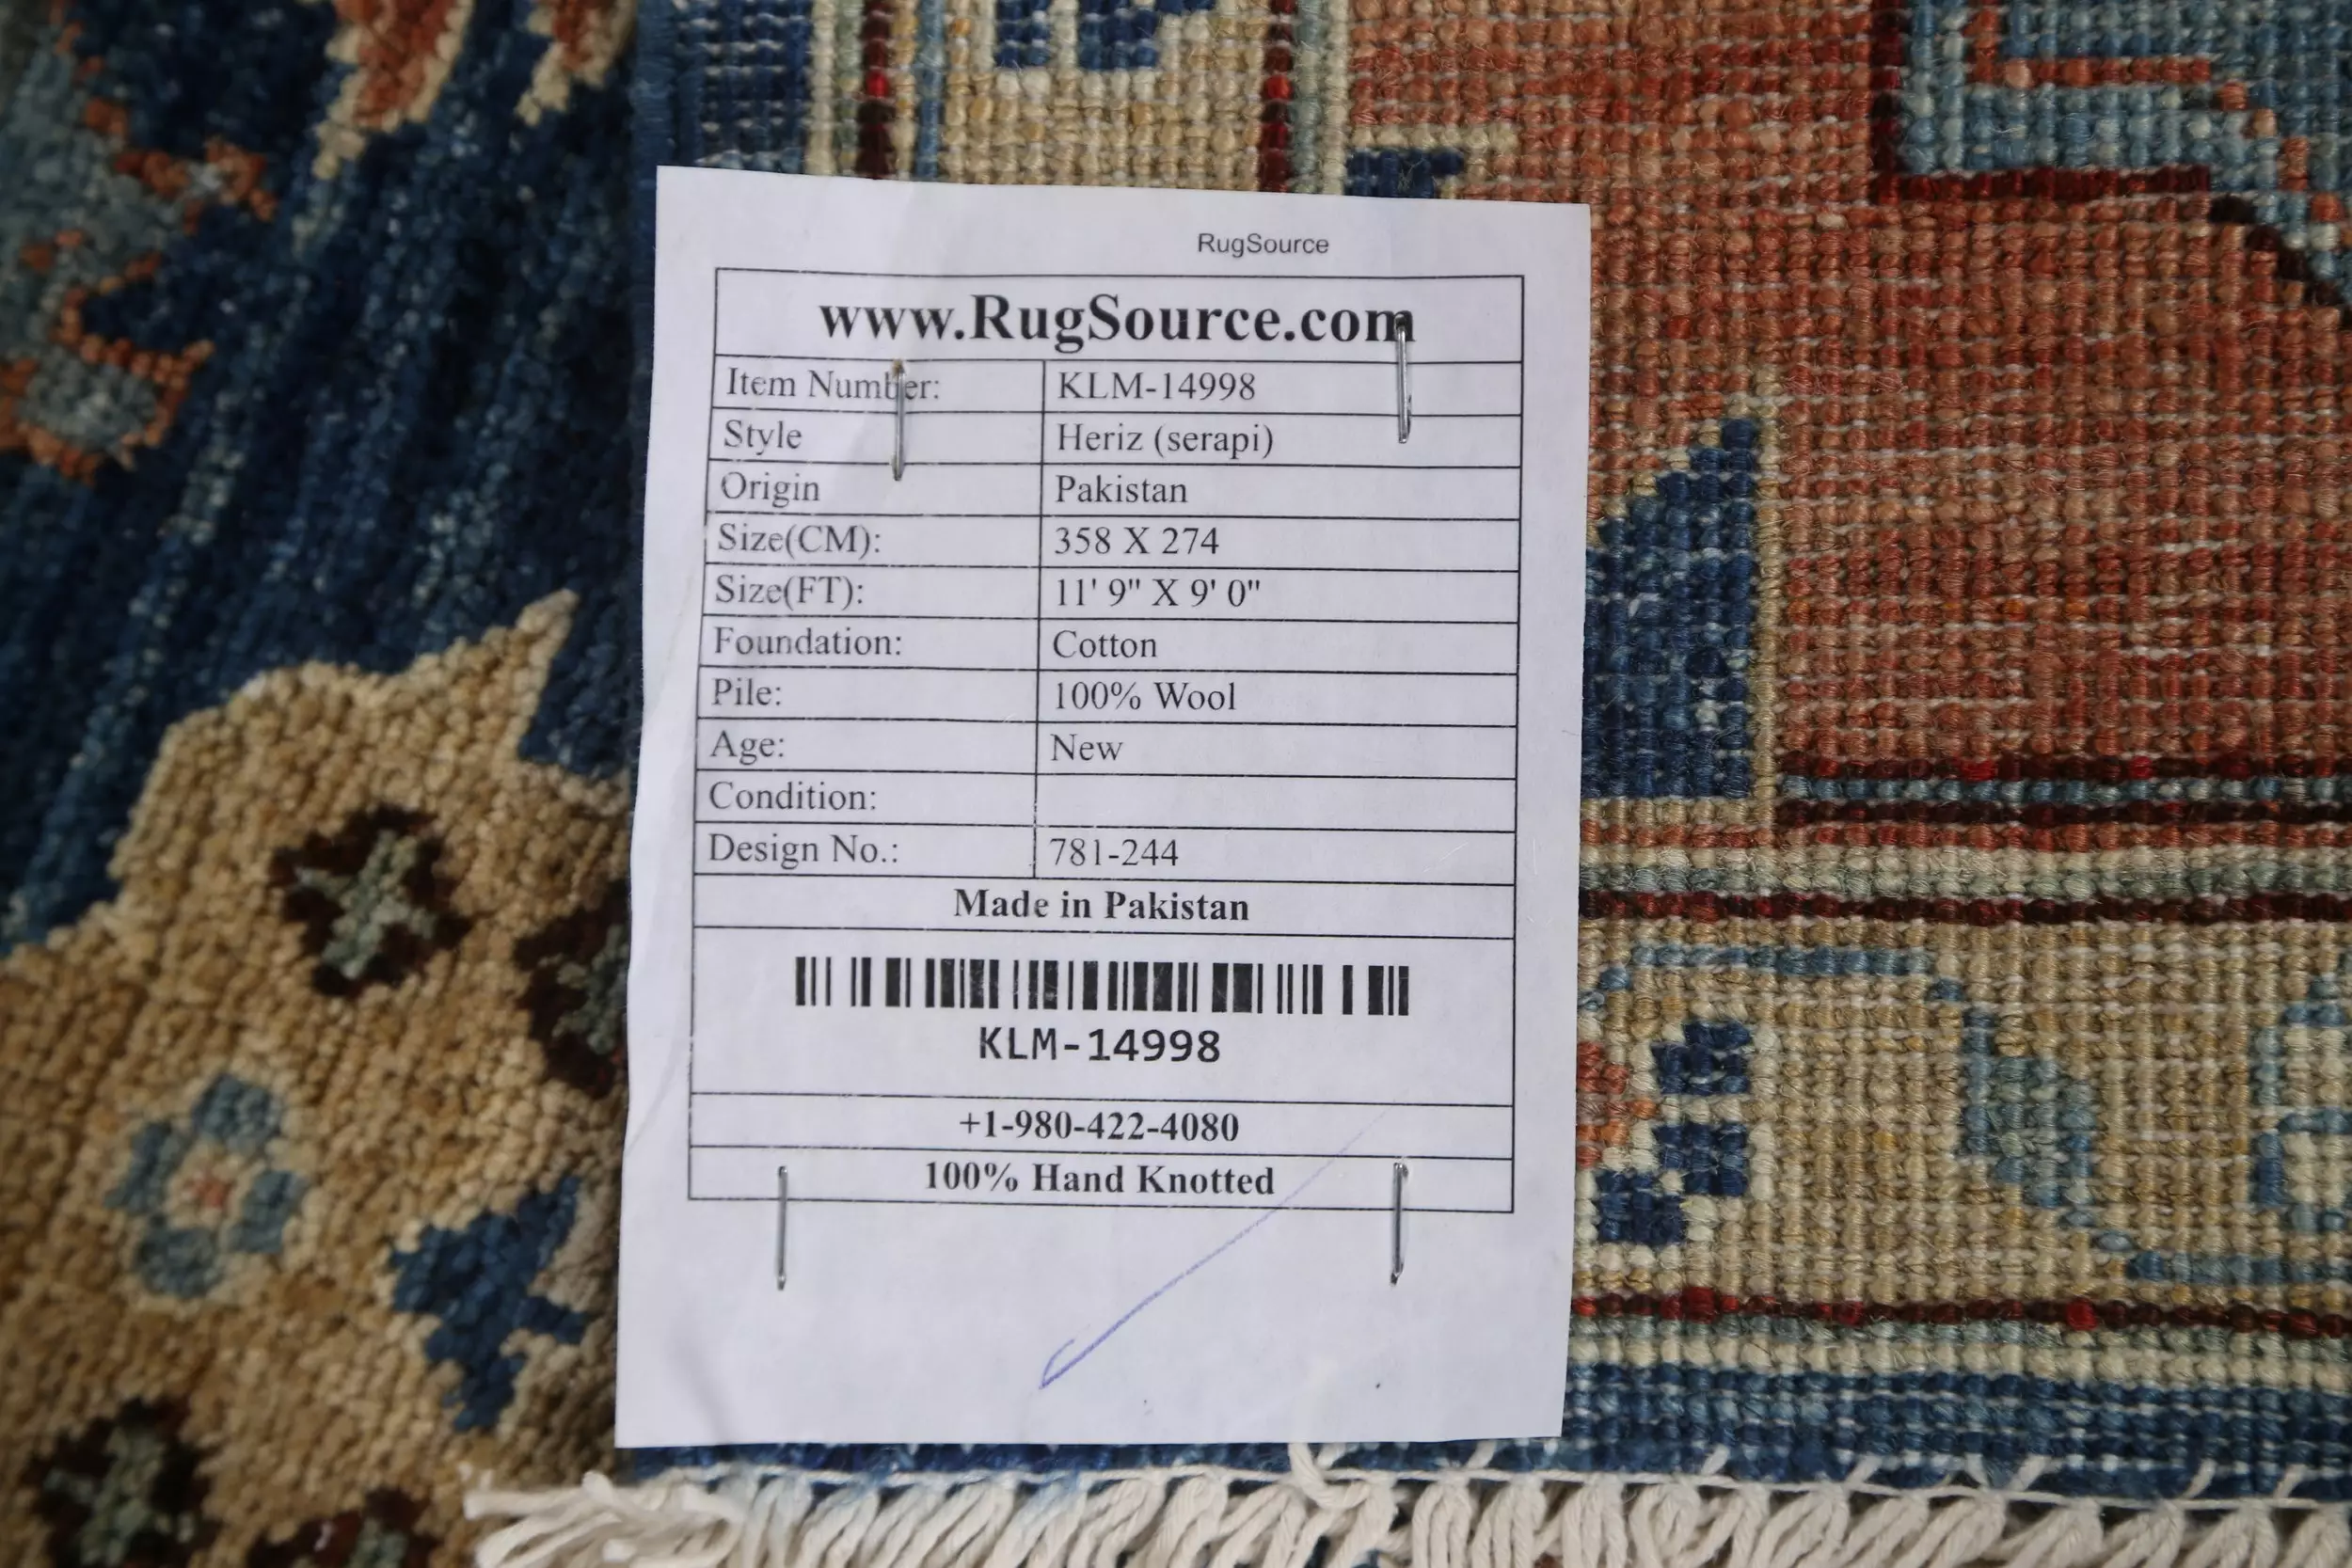 RugSource
www.RugSource.com
Item Number: KLM-14998
Style Heriz (serapi)
Origin Pakistan
Size(CM): 358 X 274
Size(FT): 11' 9" X 9' 0"
Foundation: Cotton
Pile: 100% Wool
Age: New
Condition:
Design No.: 781-244
Made in Pakistan
KLM-14998
+1-980-422-4080
100% Hand Knotted